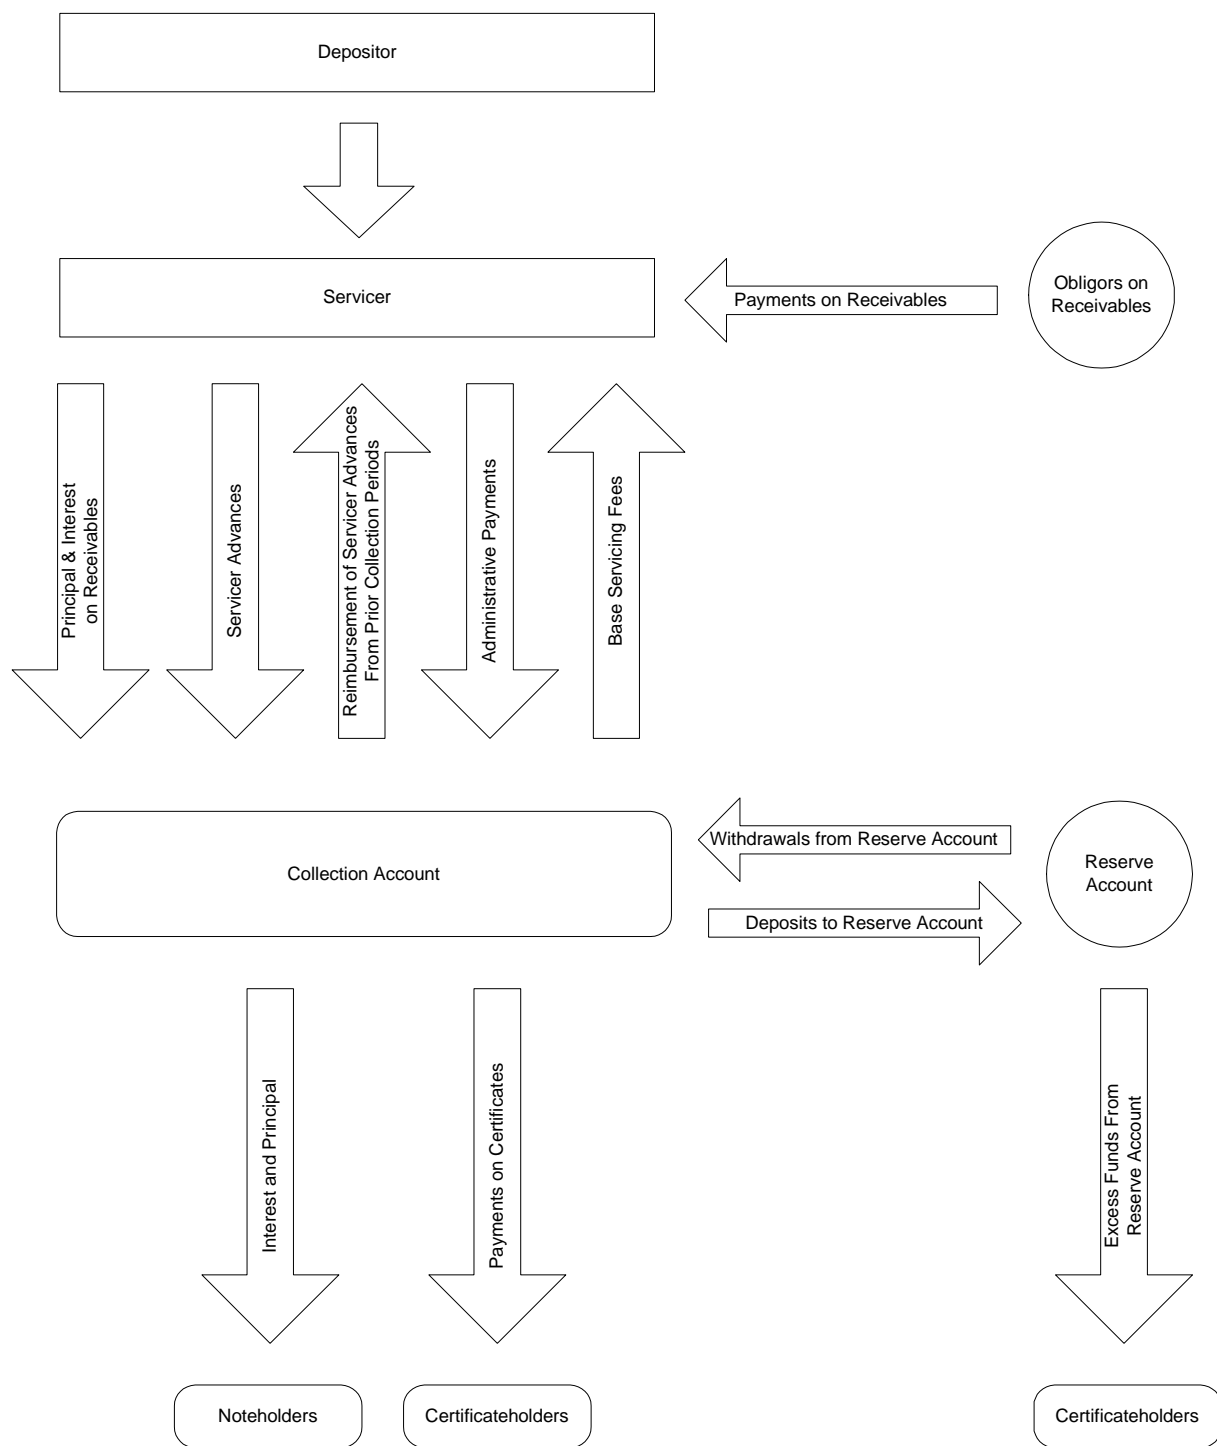 Depositor
Servicer
Payments on Receivables
Obligors on
Receivables
Principal & Interest
on Receivables
Servicer Advances
Reimbursement of Servicer Advances
From Prior Collection Periods
Administrative Payments
Base Servicing Fees
Collection Account
Withdrawals from Reserve Account
Deposits to Reserve Account
Reserve
Account
Interest and Principal
Payments on Certificates
Excess Funds From
Reserve Account
Noteholders
Certificateholders
Certificateholders